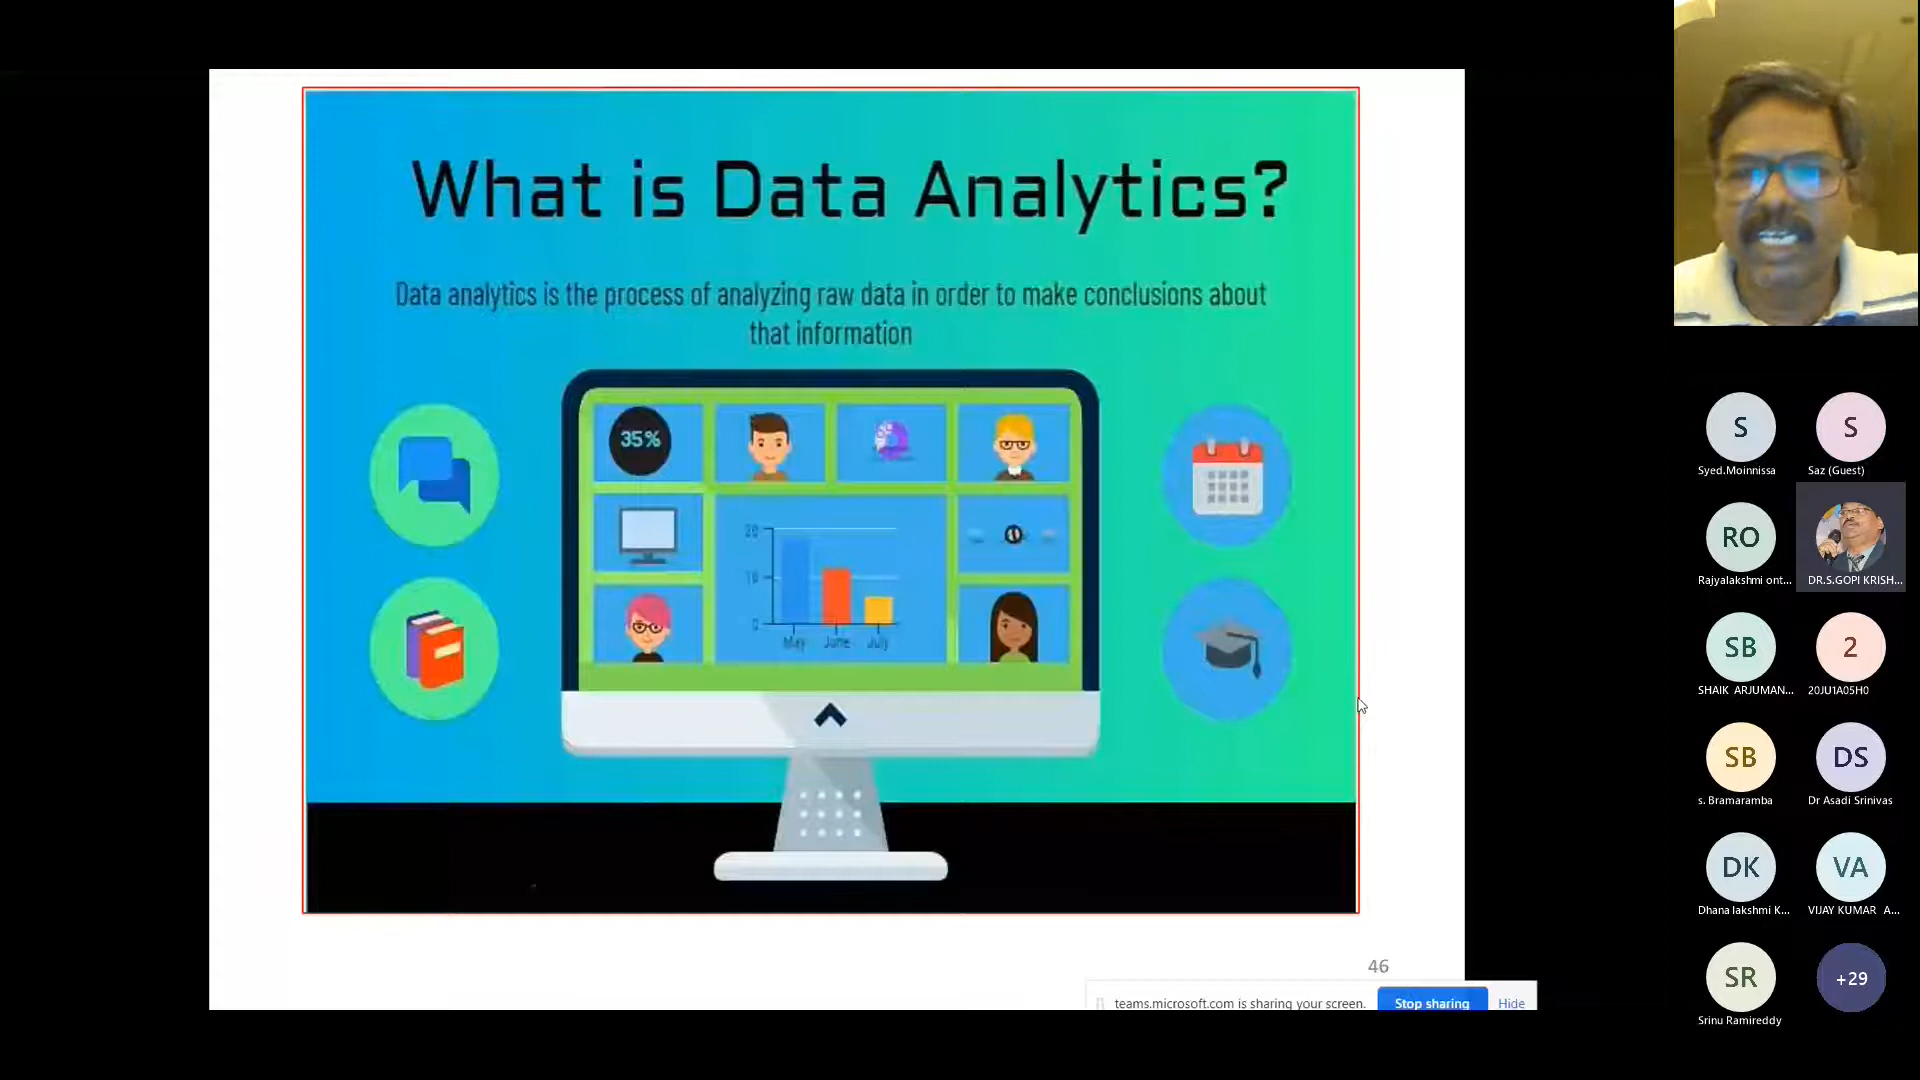 What is Data Analytics?
Data analytics is the process of analyzing raw data in order to make conclusions about
that information
35%
20
10
0
May June July
46
teams.microsoft.com is sharing your screen. Stop sharing Hide
S S
Syed.Moinnissa Saz (Guest)
RO
Rajyalakshmi ont... DR.S.GOPI KRISH...
SB 2
SHAIK ARJUMAN... 20JU1A05H0
SB DS
s. Bramaramba Dr Asadi Srinivas
DK VA
Dhana lakshmi K... VIJAY KUMAR A...
SR +29
Srinu Ramireddy